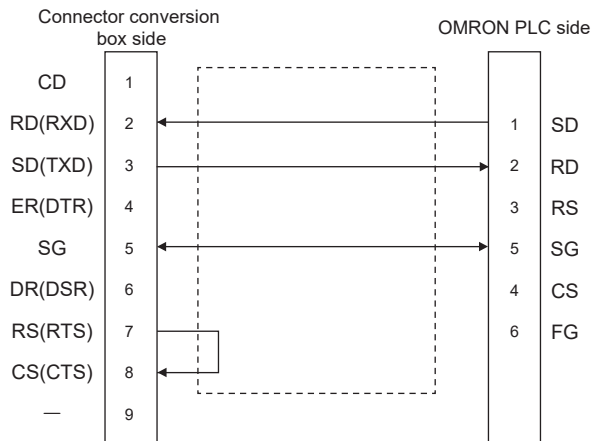 Connector conversion
box side
OMRON PLC side
CD 1
RD(RXD) 2 1 SD
SD(TXD) 3 2 RD
ER(DTR) 4 3 RS
SG 5 5 SG
DR(DSR) 6 4 CS
RS(RTS) 7 6 FG
CS(CTS) 8
— 9